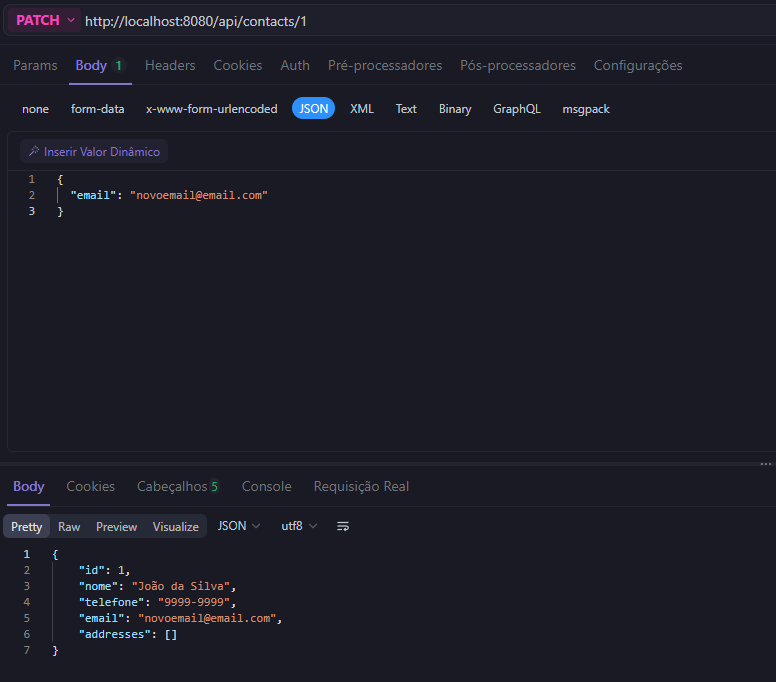 PATCH http://localhost:8080/api/contacts/1
Params Body 1 Headers Cookies Auth Pré-processadores Pós-processadores Configurações
none form-data x-www-form-urlencoded JSON XML Text Binary GraphQL msgpack
Inserir Valor Dinâmico
1 {
2 "email": "novoemail@email.com"
3 }
Body Cookies Cabeçalhos 5 Console Requisição Real
Pretty Raw Preview Visualize JSON utf8
1 {
2 "id": 1,
3 "nome": "João da Silva",
4 "telefone": "9999-9999",
5 "email": "novoemail@email.com",
6 "addresses": []
7 }